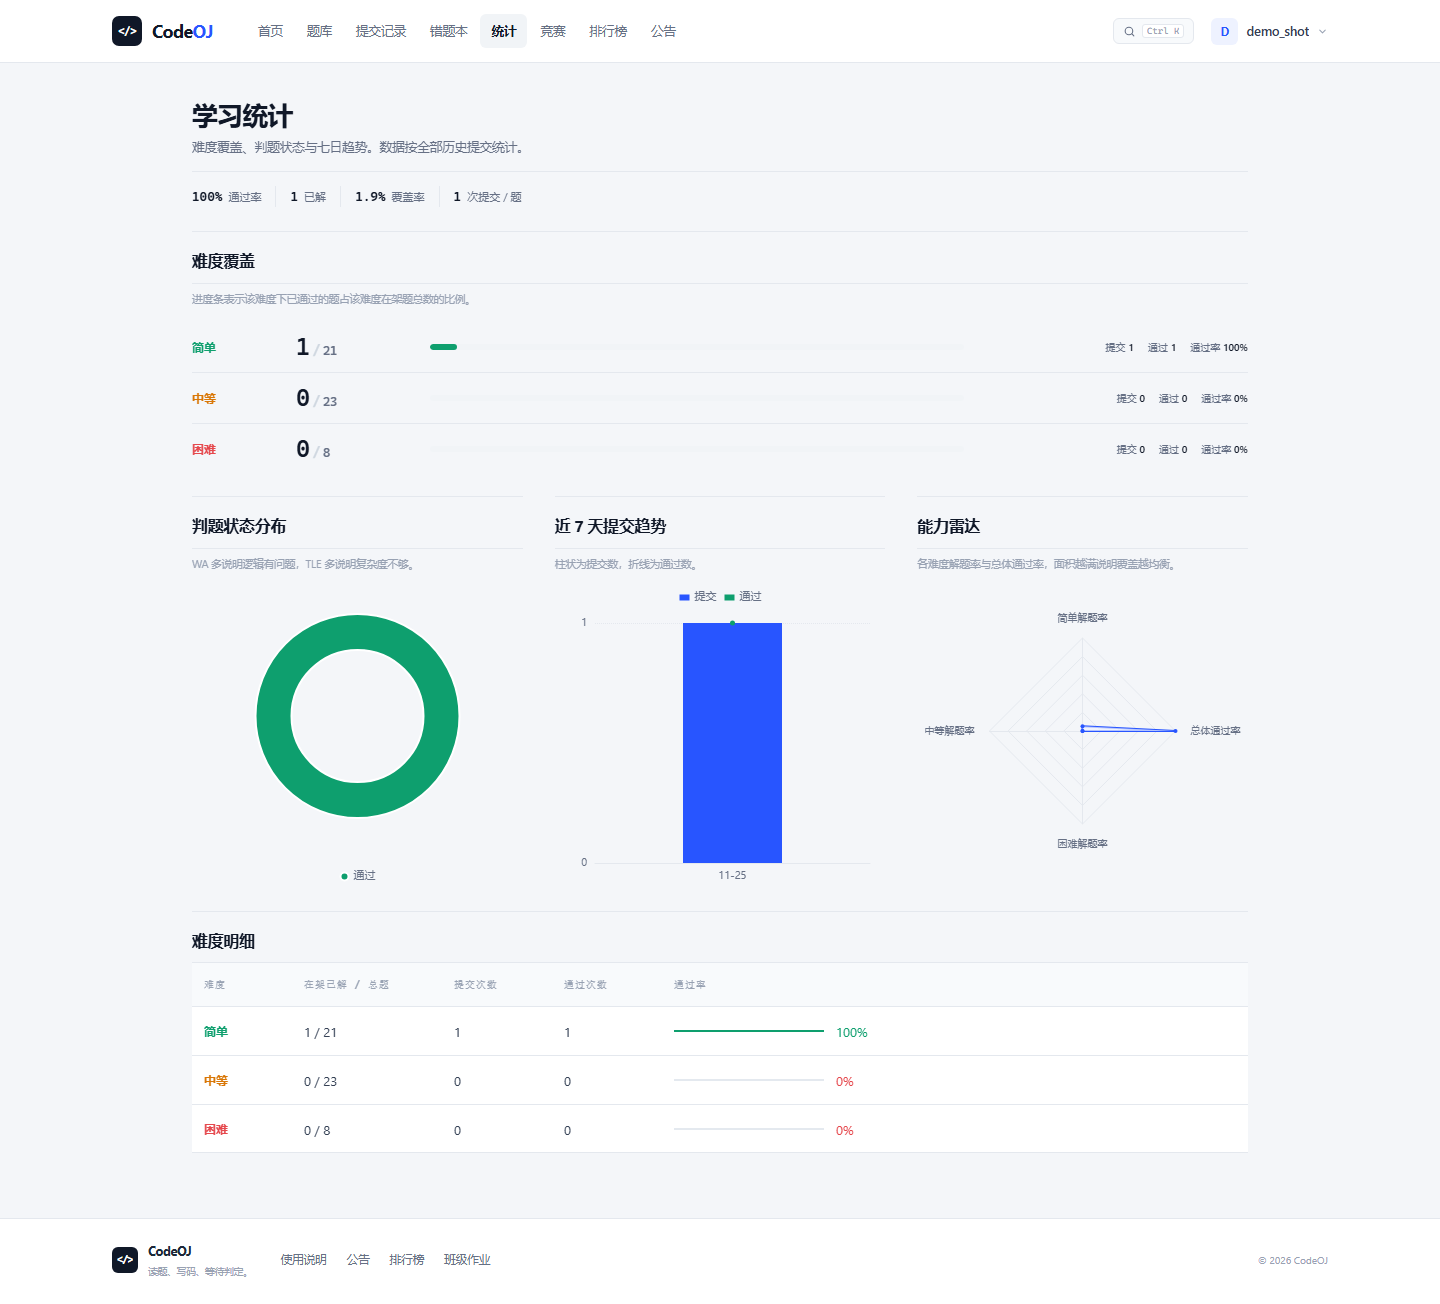 </> CodeOJ 首页 题库 提交记录 错题本 统计 竞赛 排行榜 公告 Ctrl K D demo_shot
学习统计
难度覆盖、判题状态与七日趋势。数据按全部历史提交统计。
100% 通过率 1 已解 1.9% 覆盖率 1 次提交 / 题
难度覆盖
进度条表示该难度下已通过的题占该难度在架题总数的比例。
简单 1 / 21 提交 1 通过 1 通过率 100%
中等 0 / 23 提交 0 通过 0 通过率 0%
困难 0 / 8 提交 0 通过 0 通过率 0%
判题状态分布
WA 多说明逻辑有问题，TLE 多说明复杂度不够。
通过
近 7 天提交趋势
柱状为提交数，折线为通过数。
提交 通过
1
0
11-25
能力雷达
各难度解题率与总体通过率，面积越满说明覆盖越均衡。
简单解题率
中等解题率 总体通过率
困难解题率
难度明细
难度 在架已解 / 总题 提交次数 通过次数 通过率
简单 1 / 21 1 1 100%
中等 0 / 23 0 0 0%
困难 0 / 8 0 0 0%
</> CodeOJ 使用说明 公告 排行榜 班级作业 © 2026 CodeOJ
读题、写码、等待判定。